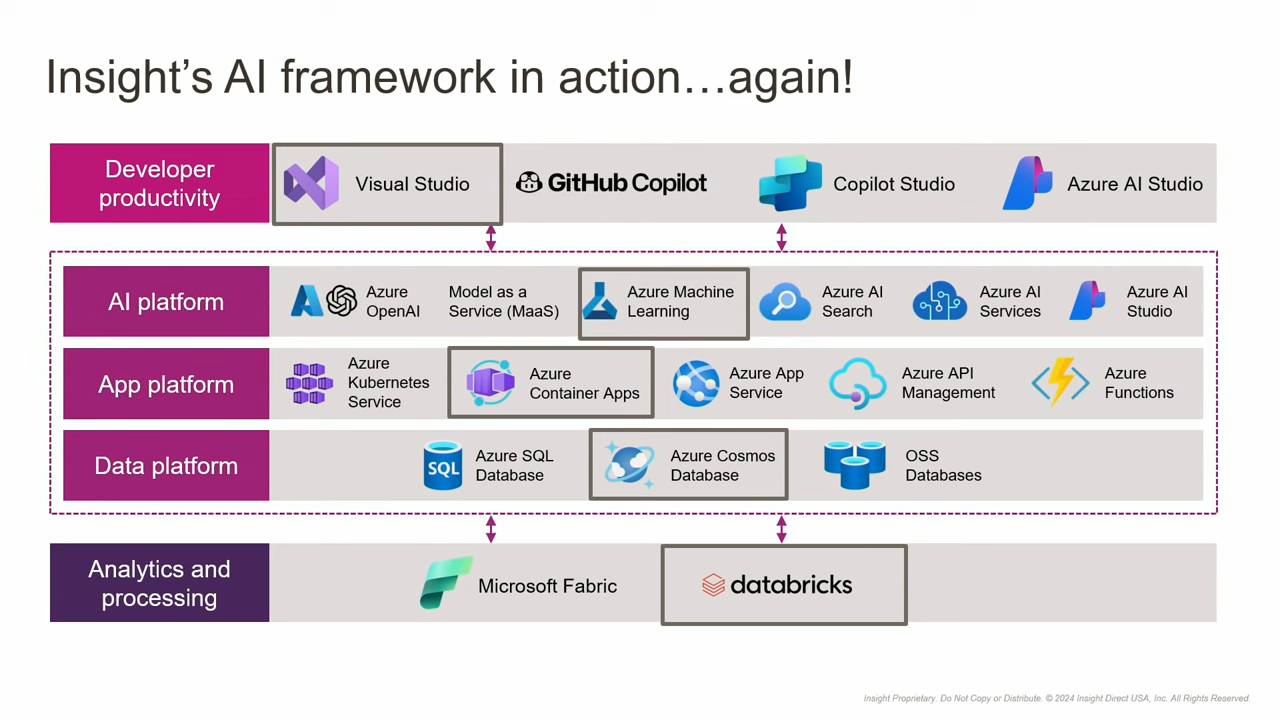 Insight's AI framework in action…again!
Developer
productivity
Visual Studio
GitHub Copilot
Copilot Studio
Azure AI Studio
AI platform
Azure
OpenAI
Model as a
Service (MaaS)
Azure Machine
Learning
Azure AI
Search
Azure AI
Services
Azure AI
Studio
App platform
Azure
Kubernetes
Service
Azure
Container Apps
Azure App
Service
Azure API
Management
Azure
Functions
Data platform
SQL
Azure SQL
Database
Azure Cosmos
Database
OSS
Databases
Analytics and
processing
Microsoft Fabric
databricks
Insight Proprietary. Do Not Copy or Distribute. © 2024 Insight Direct USA, Inc. All Rights Reserved.